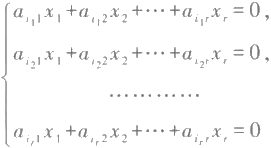 a_{i_1 1}x_1+a_{i_1 2}x_2+⋯+a_{i_1 r}x_r=0,
a_{i_2 1}x_1+a_{i_2 2}x_2+⋯+a_{i_2 r}x_r=0,
⋯⋯⋯⋯
a_{i_r 1}x_1+a_{i_r 2}x_2+⋯+a_{i_r r}x_r=0